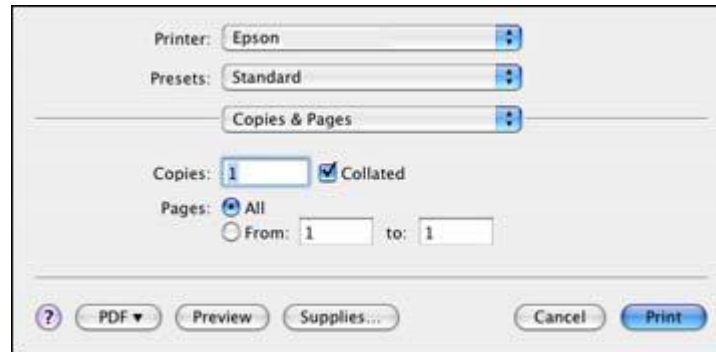 Printer: Epson
Presets: Standard
Copies & Pages
Copies: 1 Collated
Pages: All
From: 1 to: 1
? PDF ▼ Preview Supplies... Cancel Print